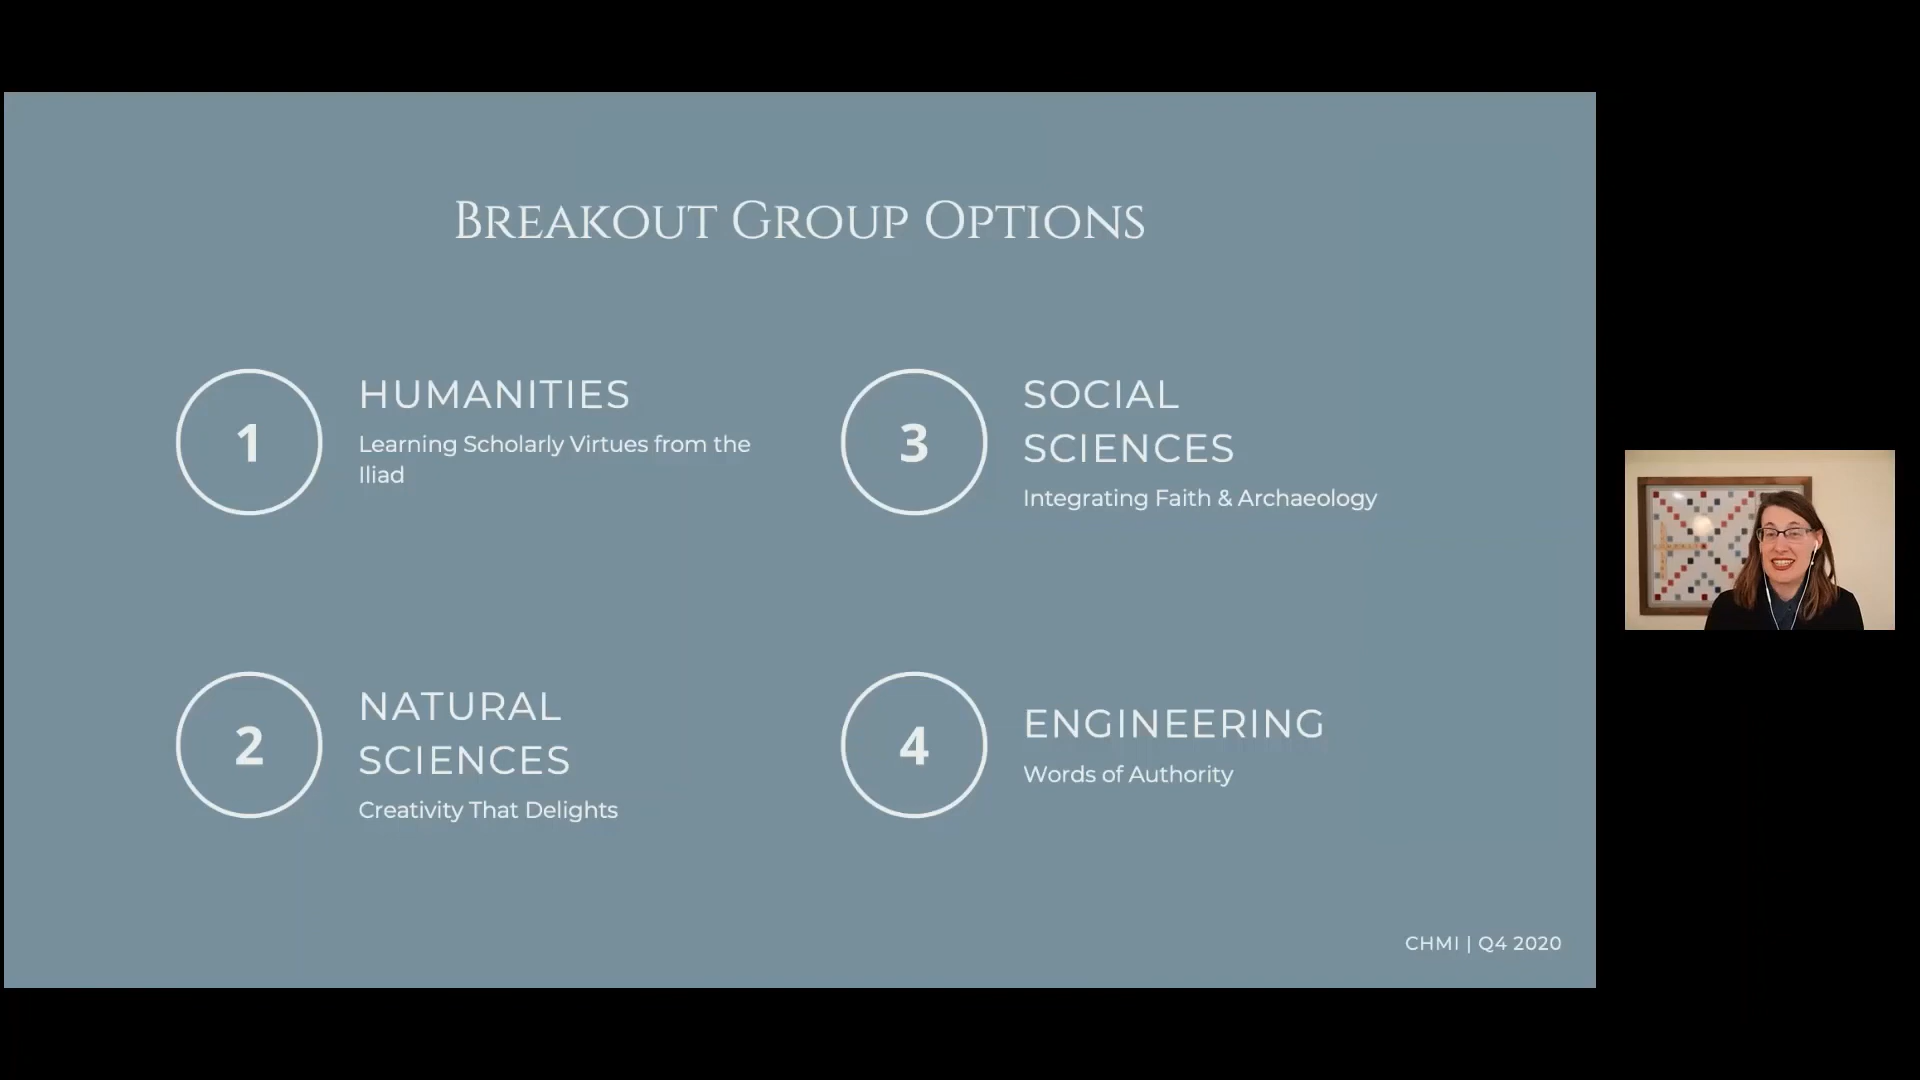 Breakout Group Options
1
HUMANITIES
Learning Scholarly Virtues from the
Iliad
2
NATURAL
SCIENCES
Creativity That Delights
3
SOCIAL
SCIENCES
Integrating Faith & Archaeology
4
ENGINEERING
Words of Authority
CHMI | Q4 2020